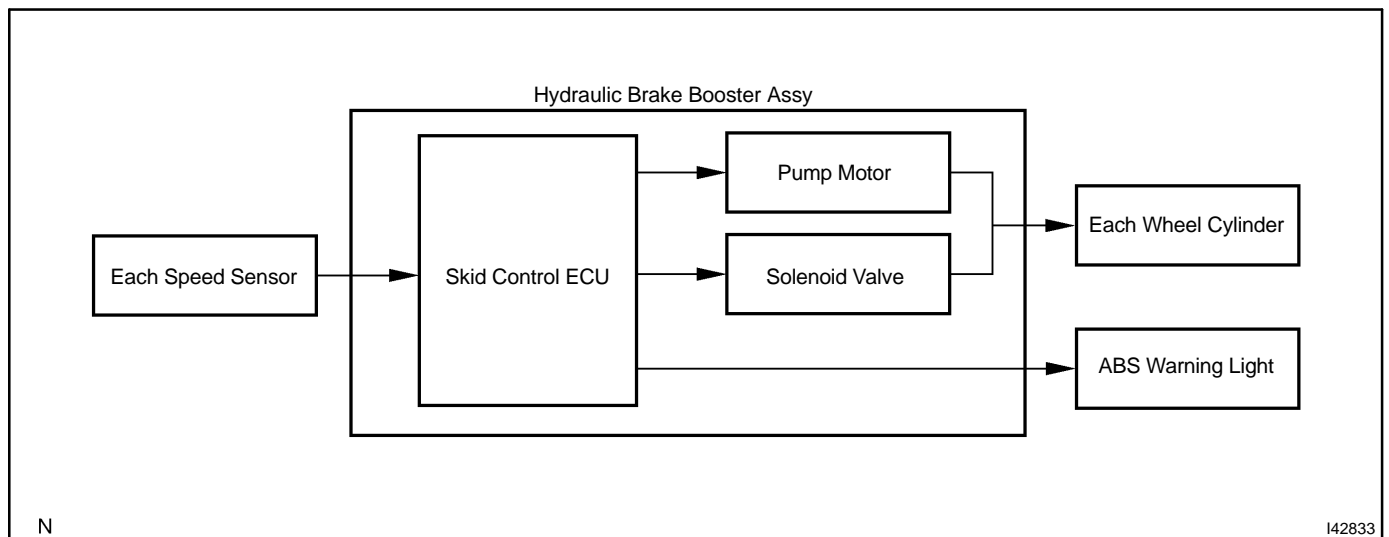 Hydraulic Brake Booster Assy
Pump Motor
Each Wheel Cylinder
Each Speed Sensor
Skid Control ECU
Solenoid Valve
ABS Warning Light
N
I42833